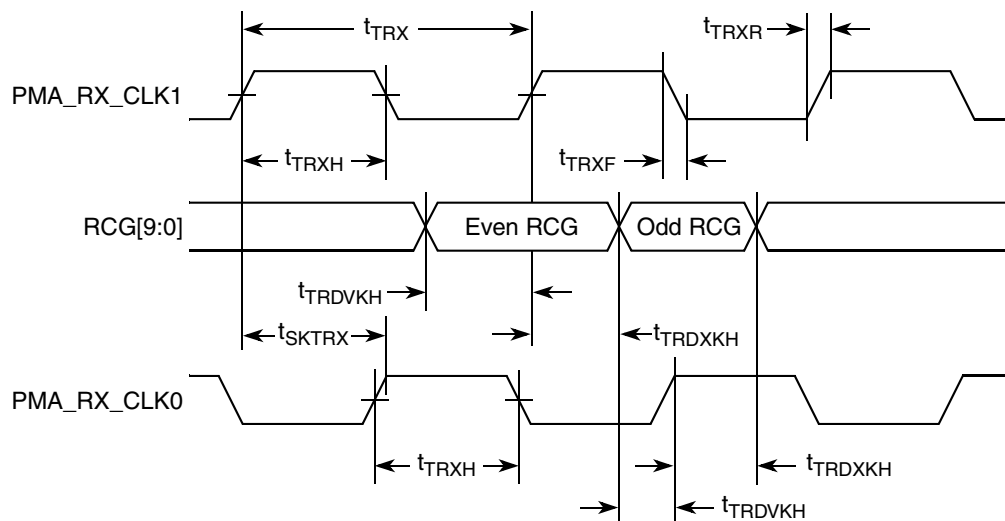 tTRX
tTRXR
PMA_RX_CLK1
tTRXH
tTRXF
RCG[9:0]
Even RCG
Odd RCG
tTRDVKH
tSKTRX
tTRDXKH
PMA_RX_CLK0
tTRXH
tTRDXKH
tTRDVKH